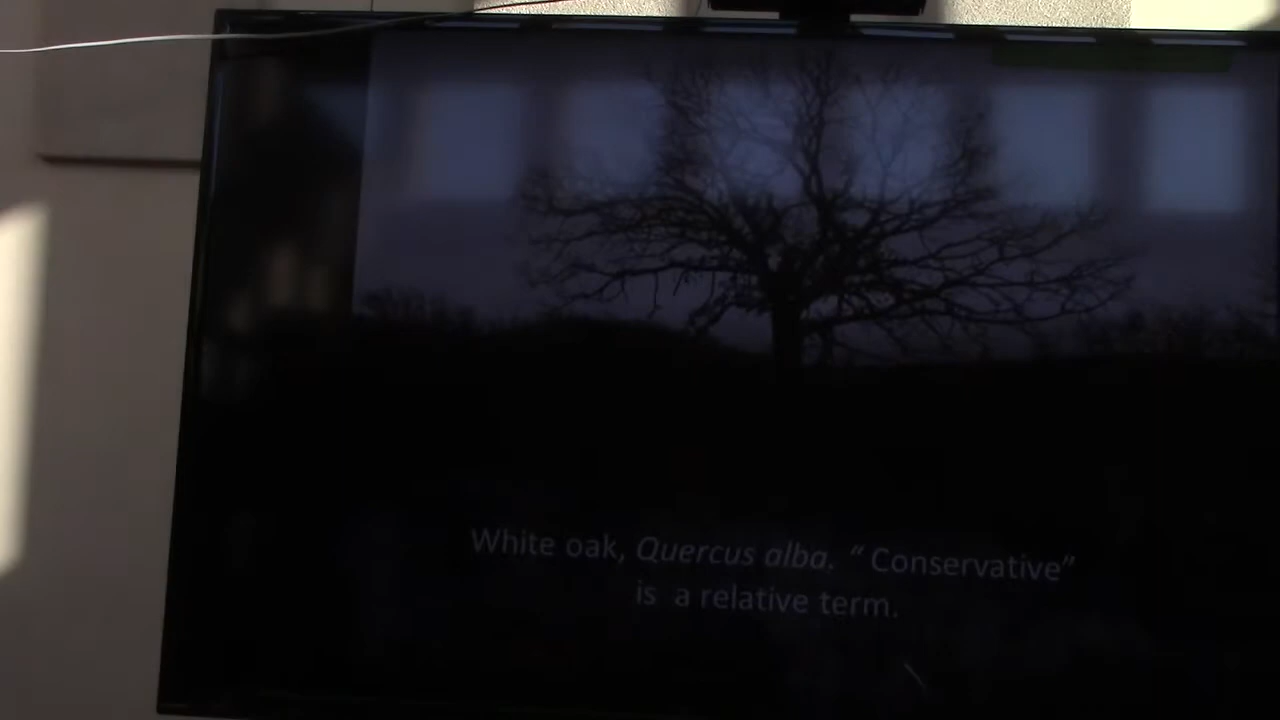 White oak, Quercus alba. “ Conservative”
is a relative term.